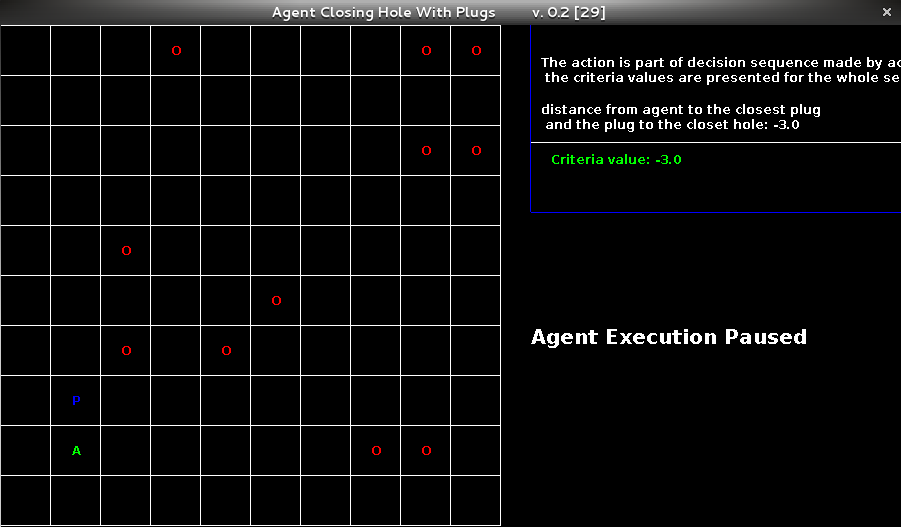 Agent Closing Hole With Plugs v. 0.2 [29] ×
O O O
The action is part of decision sequence made by ac
the criteria values are presented for the whole se
distance from agent to the closest plug
and the plug to the closet hole: -3.0
O O
Criteria value: -3.0
O
O
Agent Execution Paused
O O
P
A O O